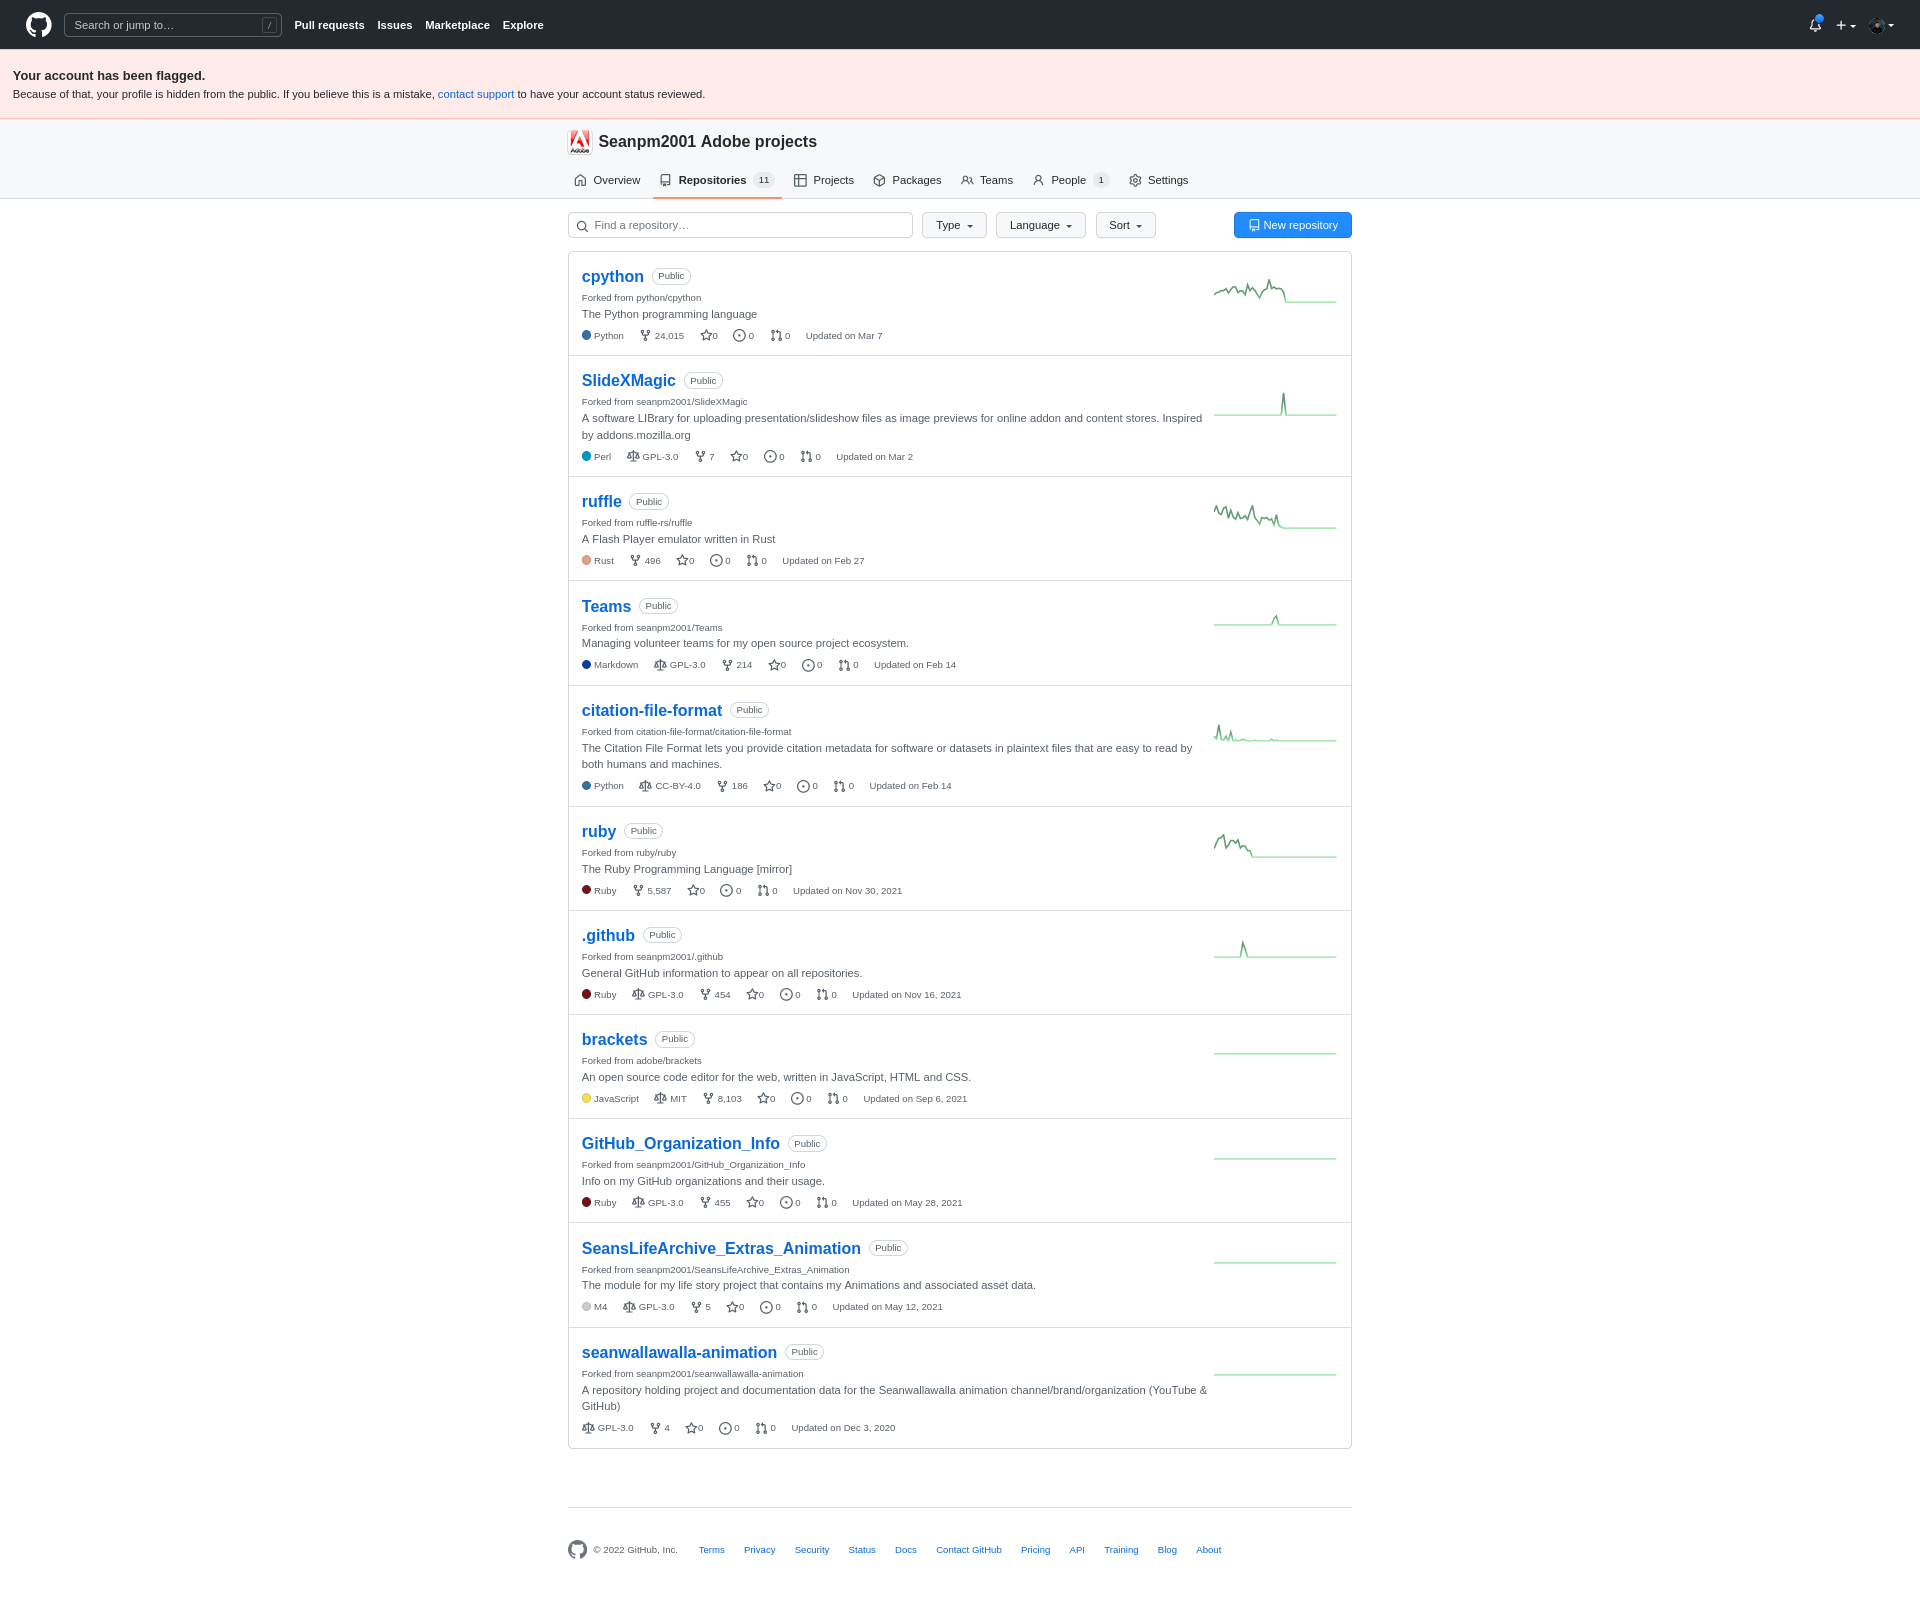 Search or jump to…
/
Pull requests
Issues
Marketplace
Explore
Your account has been flagged.
Because of that, your profile is hidden from the public. If you believe this is a mistake, contact support to have your account status reviewed.
Adobe
Seanpm2001 Adobe projects
Overview
Repositories 11
Projects
Packages
Teams
People 1
Settings
Find a repository…
Type
Language
Sort
New repository
cpython Public
Forked from python/cpython
The Python programming language
Python 24,015 0 0 0 Updated on Mar 7
SlideXMagic Public
Forked from seanpm2001/SlideXMagic
A software LIBrary for uploading presentation/slideshow files as image previews for online addon and content stores. Inspired
by addons.mozilla.org
Perl GPL-3.0 7 0 0 0 Updated on Mar 2
ruffle Public
Forked from ruffle-rs/ruffle
A Flash Player emulator written in Rust
Rust 496 0 0 0 Updated on Feb 27
Teams Public
Forked from seanpm2001/Teams
Managing volunteer teams for my open source project ecosystem.
Markdown GPL-3.0 214 0 0 0 Updated on Feb 14
citation-file-format Public
Forked from citation-file-format/citation-file-format
The Citation File Format lets you provide citation metadata for software or datasets in plaintext files that are easy to read by
both humans and machines.
Python CC-BY-4.0 186 0 0 0 Updated on Feb 14
ruby Public
Forked from ruby/ruby
The Ruby Programming Language [mirror]
Ruby 5,587 0 0 0 Updated on Nov 30, 2021
.github Public
Forked from seanpm2001/.github
General GitHub information to appear on all repositories.
Ruby GPL-3.0 454 0 0 0 Updated on Nov 16, 2021
brackets Public
Forked from adobe/brackets
An open source code editor for the web, written in JavaScript, HTML and CSS.
JavaScript MIT 8,103 0 0 0 Updated on Sep 6, 2021
GitHub_Organization_Info Public
Forked from seanpm2001/GitHub_Organization_Info
Info on my GitHub organizations and their usage.
Ruby GPL-3.0 455 0 0 0 Updated on May 28, 2021
SeansLifeArchive_Extras_Animation Public
Forked from seanpm2001/SeansLifeArchive_Extras_Animation
The module for my life story project that contains my Animations and associated asset data.
M4 GPL-3.0 5 0 0 0 Updated on May 12, 2021
seanwallawalla-animation Public
Forked from seanpm2001/seanwallawalla-animation
A repository holding project and documentation data for the Seanwallawalla animation channel/brand/organization (YouTube &
GitHub)
GPL-3.0 4 0 0 0 Updated on Dec 3, 2020
© 2022 GitHub, Inc. Terms Privacy Security Status Docs Contact GitHub Pricing API Training Blog About